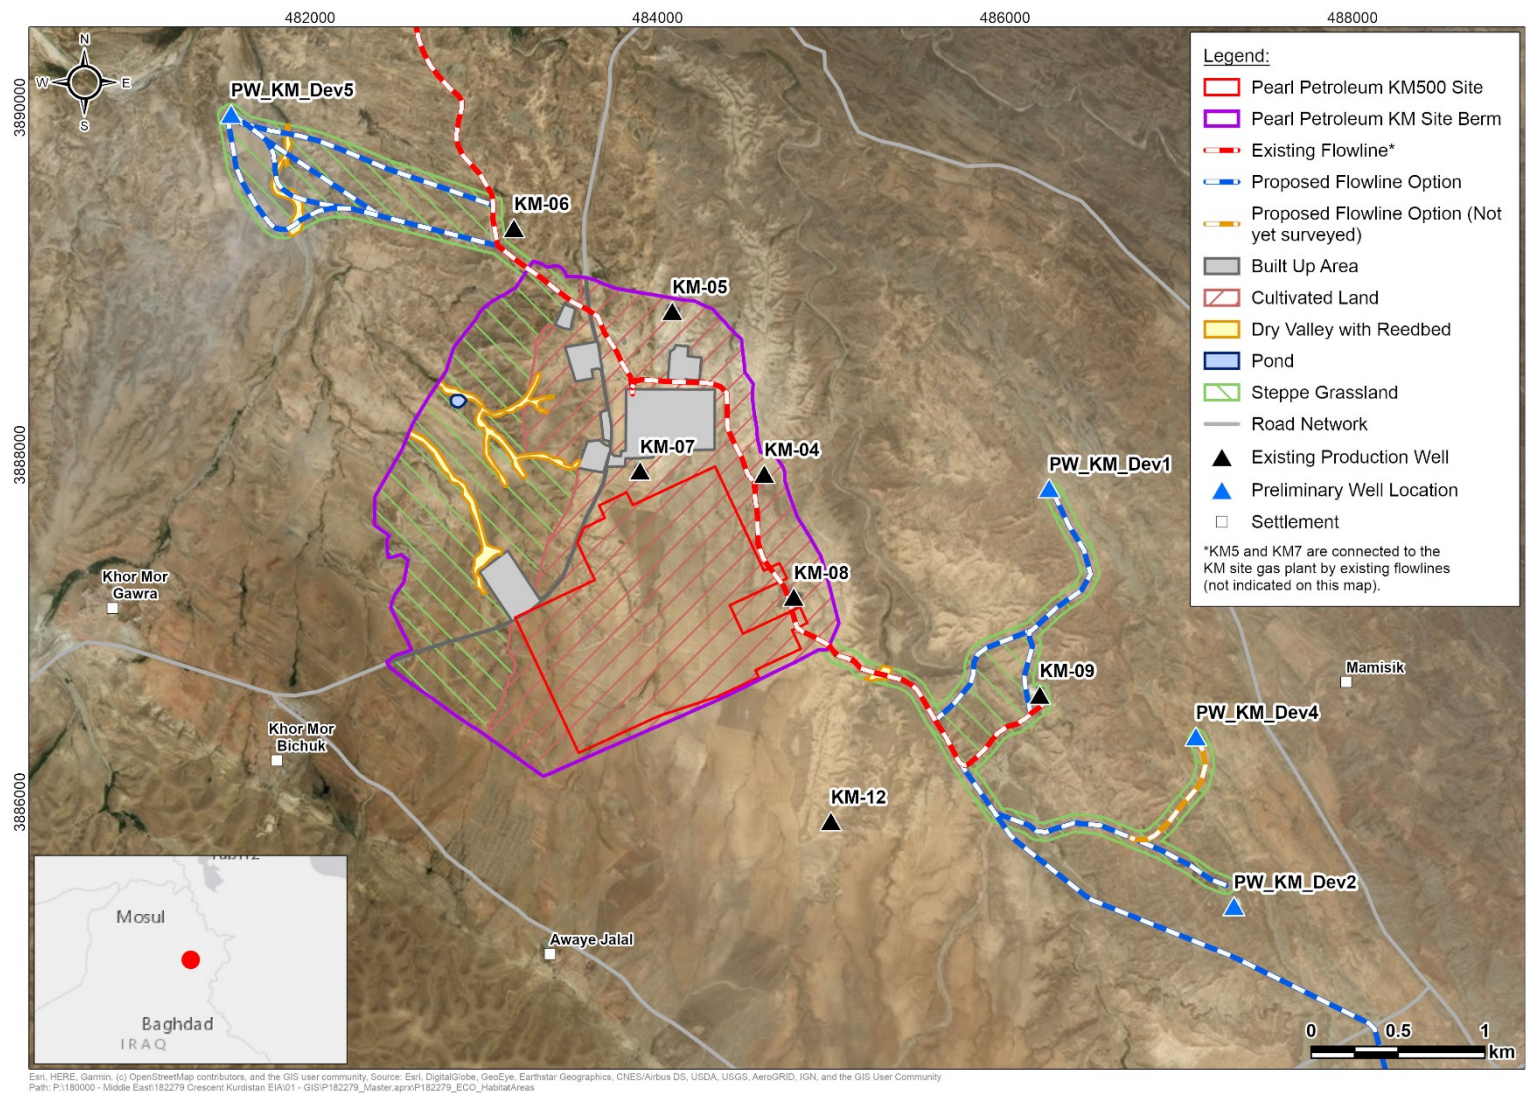 482000
484000
486000
488000
3890000
3888000
3886000
N
W
E
S
PW_KM_Dev5
KM-06
KM-05
KM-07
KM-04
PW_KM_Dev1
KM-08
KM-09
PW_KM_Dev4
KM-12
PW_KM_Dev2
Khor Mor
Gawra
Khor Mor
Bichuk
Mamisik
Awaye Jalal
Legend:
Pearl Petroleum KM500 Site
Pearl Petroleum KM Site Berm
Existing Flowline*
Proposed Flowline Option
Proposed Flowline Option (Not
yet surveyed)
Built Up Area
Cultivated Land
Dry Valley with Reedbed
Pond
Steppe Grassland
Road Network
Existing Production Well
Preliminary Well Location
Settlement
*KM5 and KM7 are connected to the
KM site gas plant by existing flowlines
(not indicated on this map).
Mosul
Baghdad
IRAQ
0 0.5 1
km
Esri, HERE, Garmin, (c) OpenStreetMap contributors, and the GIS user community, Source: Esri, DigitalGlobe, GeoEye, Earthstar Geographics, CNES/Airbus DS, USDA, USGS, AeroGRID, IGN, and the GIS User Community
Path: P:\180000 - Middle East\182279 Crescent Kurdistan EIA\01 - GIS\P182279_Master.aprx\P182279_ECO_HabitatAreas